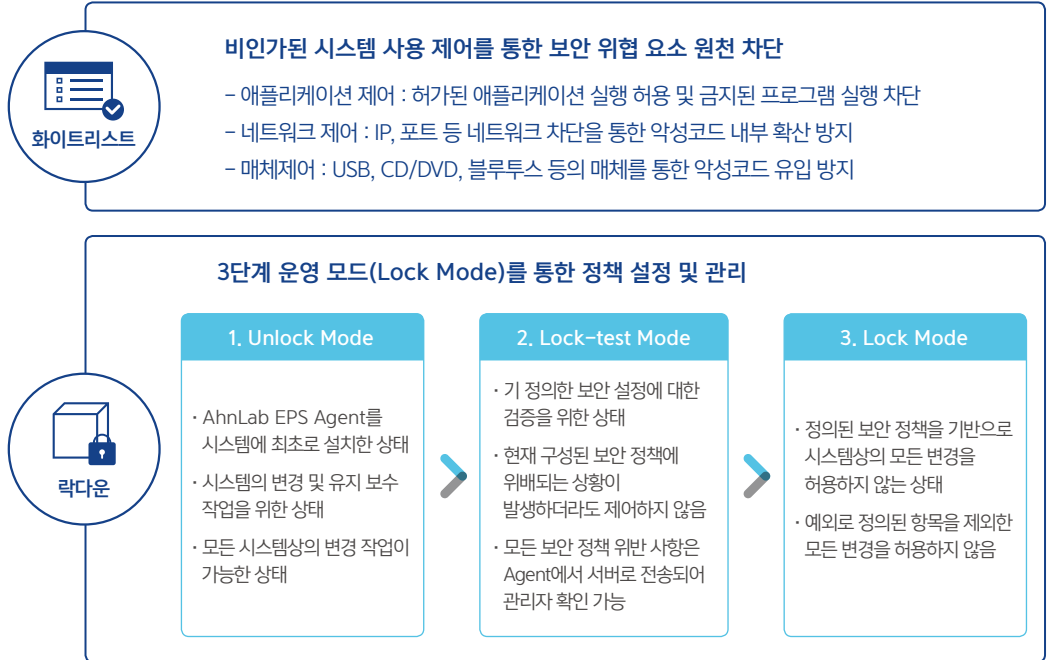 화이트리스트
비인가된 시스템 사용 제어를 통한 보안 위협 요소 원천 차단
- 애플리케이션 제어 : 허가된 애플리케이션 실행 허용 및 금지된 프로그램 실행 차단
- 네트워크 제어 : IP, 포트 등 네트워크 차단을 통한 악성코드 내부 확산 방지
- 매체제어 : USB, CD/DVD, 블루투스 등의 매체를 통한 악성코드 유입 방지
락다운
3단계 운영 모드(Lock Mode)를 통한 정책 설정 및 관리
1. Unlock Mode
· AhnLab EPS Agent를
시스템에 최초로 설치한 상태
· 시스템의 변경 및 유지 보수
작업을 위한 상태
· 모든 시스템상의 변경 작업이
가능한 상태
2. Lock-test Mode
· 기 정의한 보안 설정에 대한
검증을 위한 상태
· 현재 구성된 보안 정책에
위배되는 상황이
발생하더라도 제어하지 않음
· 모든 보안 정책 위반 사항은
Agent에서 서버로 전송되어
관리자 확인 가능
3. Lock Mode
· 정의된 보안 정책을 기반으로
시스템상의 모든 변경을
허용하지 않는 상태
· 예외로 정의된 항목을 제외한
모든 변경을 허용하지 않음